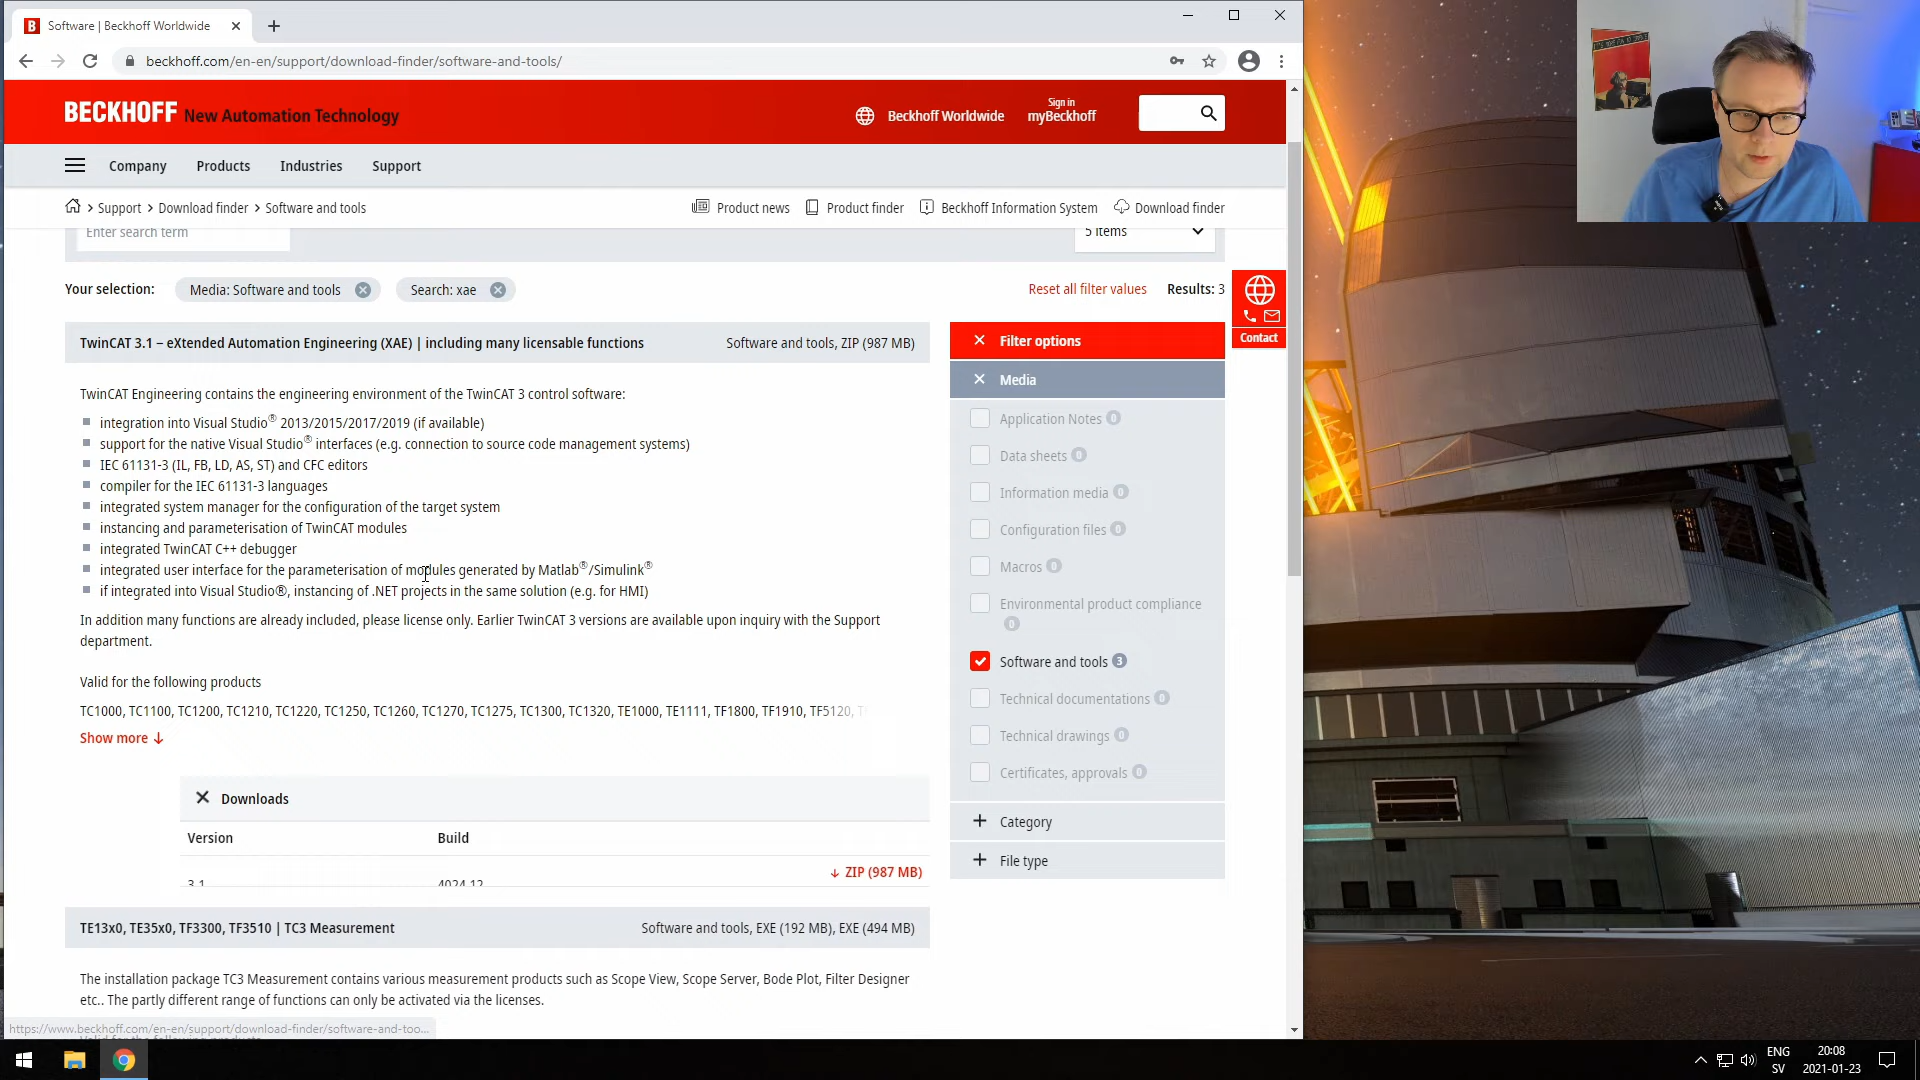 Software | Beckhoff Worldwide
beckhoff.com/en-en/support/download-finder/software-and-tools/
BECKHOFF New Automation Technology
Beckhoff Worldwide
Sign in
myBeckhoff
Company
Products
Industries
Support
> Support > Download finder > Software and tools
Product news
Product finder
Beckhoff Information System
Download finder
Enter search term
5 Items
Your selection:
Media: Software and tools
Search: xae
Reset all filter values
Results: 3
Contact
TwinCAT 3.1 – eXtended Automation Engineering (XAE) | including many licensable functions
Software and tools, ZIP (987 MB)
TwinCAT Engineering contains the engineering environment of the TwinCAT 3 control software:
integration into Visual Studio® 2013/2015/2017/2019 (if available)
support for the native Visual Studio® interfaces (e.g. connection to source code management systems)
IEC 61131-3 (IL, FB, LD, AS, ST) and CFC editors
compiler for the IEC 61131-3 languages
integrated system manager for the configuration of the target system
instancing and parameterisation of TwinCAT modules
integrated TwinCAT C++ debugger
integrated user interface for the parameterisation of modules generated by Matlab®/Simulink®
if integrated into Visual Studio®, instancing of .NET projects in the same solution (e.g. for HMI)
In addition many functions are already included, please license only. Earlier TwinCAT 3 versions are available upon inquiry with the Support
department.
Valid for the following products
TC1000, TC1100, TC1200, TC1210, TC1220, TC1250, TC1260, TC1270, TC1275, TC1300, TC1320, TE1000, TE1111, TF1800, TF1910, TF5120,
Show more ↓
Downloads
Version
Build
3.1
4024.12
↓ ZIP (987 MB)
TE13x0, TE35x0, TF3300, TF3510 | TC3 Measurement
Software and tools, EXE (192 MB), EXE (494 MB)
The installation package TC3 Measurement contains various measurement products such as Scope View, Scope Server, Bode Plot, Filter Designer
etc.. The partly different range of functions can only be activated via the licenses.
Filter options
Media
Application Notes 0
Data sheets 0
Information media 0
Configuration files 0
Macros 0
Environmental product compliance
0
Software and tools 3
Technical documentations 0
Technical drawings 0
Certificates, approvals 0
+ Category
+ File type
https://www.beckhoff.com/en-en/support/download-finder/software-and-too...
ENG
SV
20:08
2021-01-23